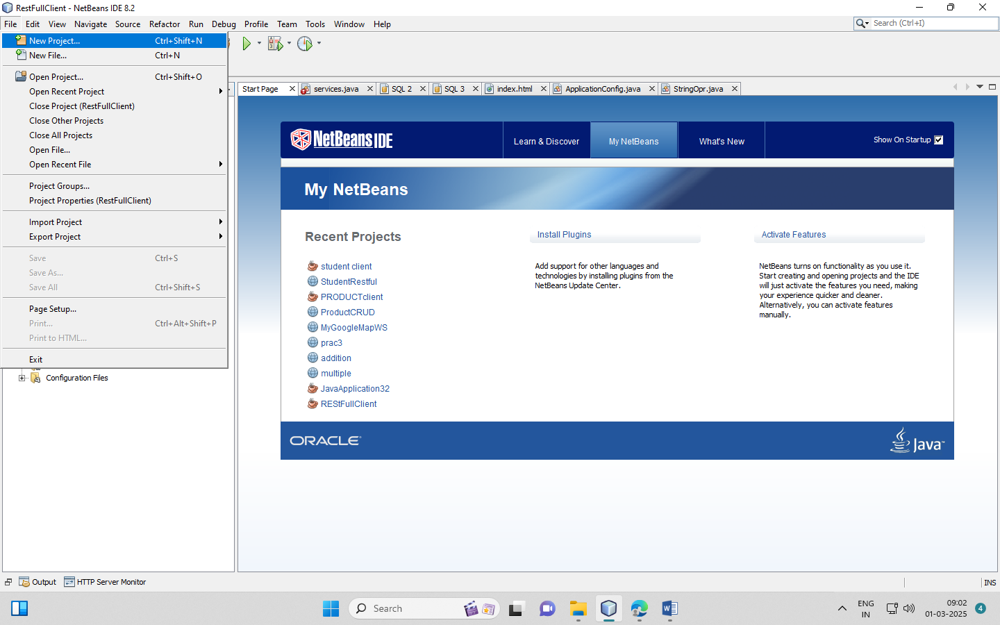 RestFullClient - NetBeans IDE 8.2
File Edit View Navigate Source Refactor Run Debug Profile Team Tools Window Help
Search (Ctrl+I)
New Project... Ctrl+Shift+N
New File... Ctrl+N
Open Project... Ctrl+Shift+O
Open Recent Project
Close Project (RestFullClient)
Close Other Projects
Close All Projects
Open File...
Open Recent File
Project Groups...
Project Properties (RestFullClient)
Import Project
Export Project
Save Ctrl+S
Save As...
Save All Ctrl+Shift+S
Page Setup...
Print... Ctrl+Alt+Shift+P
Print to HTML...
Exit
Configuration Files
Start Page services.java SQL 2 SQL 3 index.html ApplicationConfig.java StringOpr.java
NetBeans IDE
Learn & Discover My NetBeans What's New
Show On Startup
My NetBeans
Recent Projects
student client
StudentRestful
PRODUCTclient
ProductCRUD
MyGoogleMapWS
prac3
addition
multiple
JavaApplication32
REStFullClient
Install Plugins
Add support for other languages and
technologies by installing plugins from the
NetBeans Update Center.
Activate Features
NetBeans turns on functionality as you use it.
Start creating and opening projects and the IDE
will just activate the features you need, making
your experience quicker and cleaner.
Alternatively, you can activate features
manually.
ORACLE
Java
Output HTTP Server Monitor
INS
Search
ENG
IN
09:02
01-03-2025
4